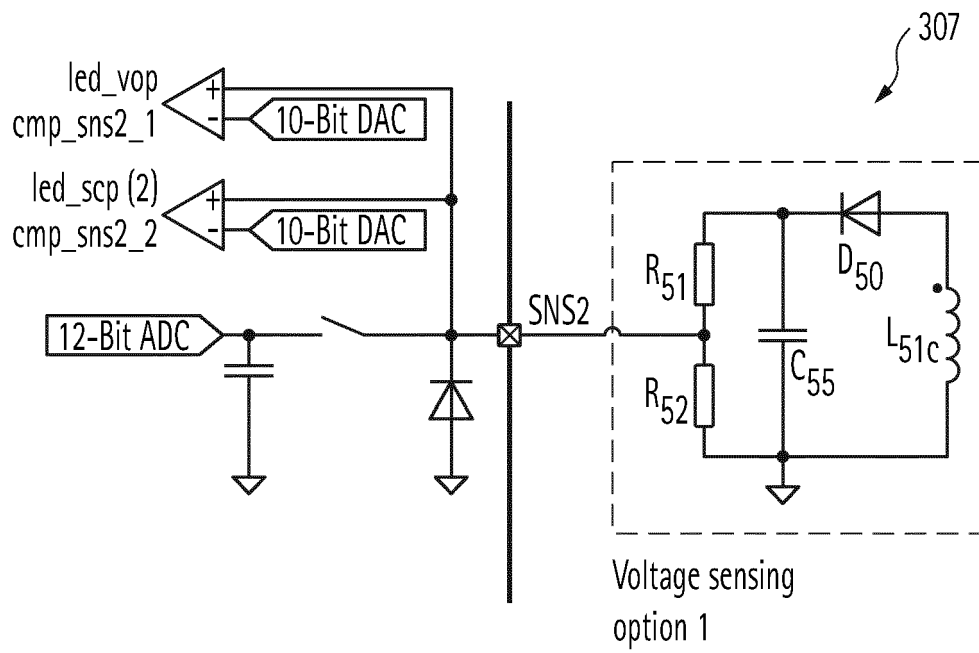 307
led_vop
cmp_sns2_1
+
-
10-Bit DAC
led_scp (2)
cmp_sns2_2
+
-
10-Bit DAC
12-Bit ADC
SNS2
R51
R52
C55
D50
L51c
Voltage sensing
option 1